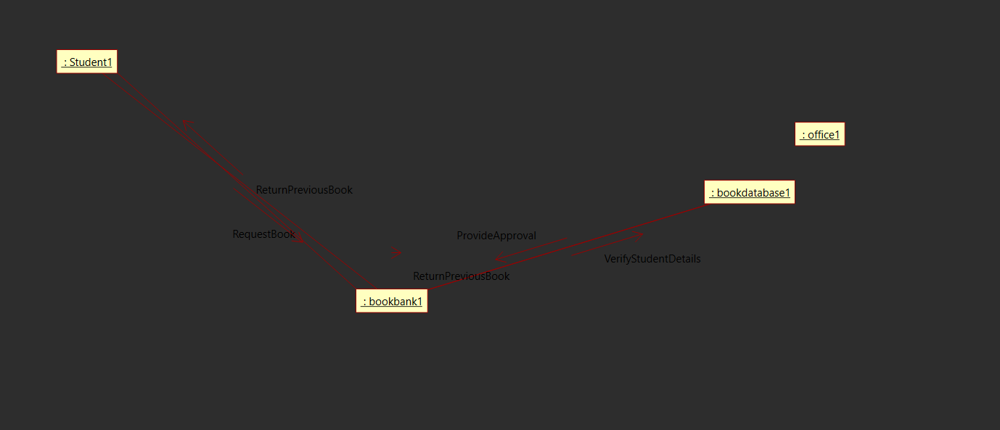 : Student1
: office1
ReturnPreviousBook
: bookdatabase1
RequestBook
ProvideApproval
VerifyStudentDetails
ReturnPreviousBook
: bookbank1